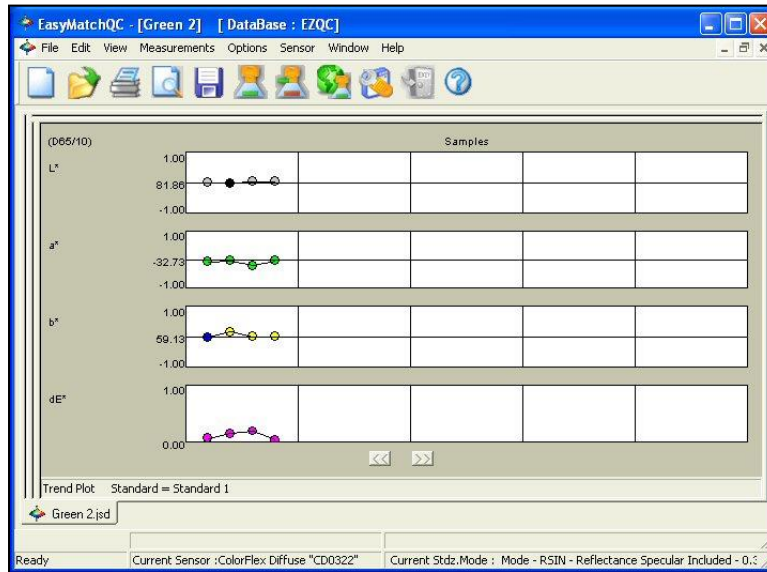 EasyMatchQC - [Green 2] [ DataBase : EZQC]
File Edit View Measurements Options Sensor Window Help
(D65/10)
Samples
L*
1.00
81.86
-1.00
a*
1.00
-32.73
-1.00
b*
1.00
59.13
-1.00
dE*
1.00
0.00
<< >>
Trend Plot Standard = Standard 1
Green 2.jsd
Ready Current Sensor :ColorFlex Diffuse "CD0322" Current Stdz.Mode : Mode - RSIN - Reflectance Specular Included - 0.3